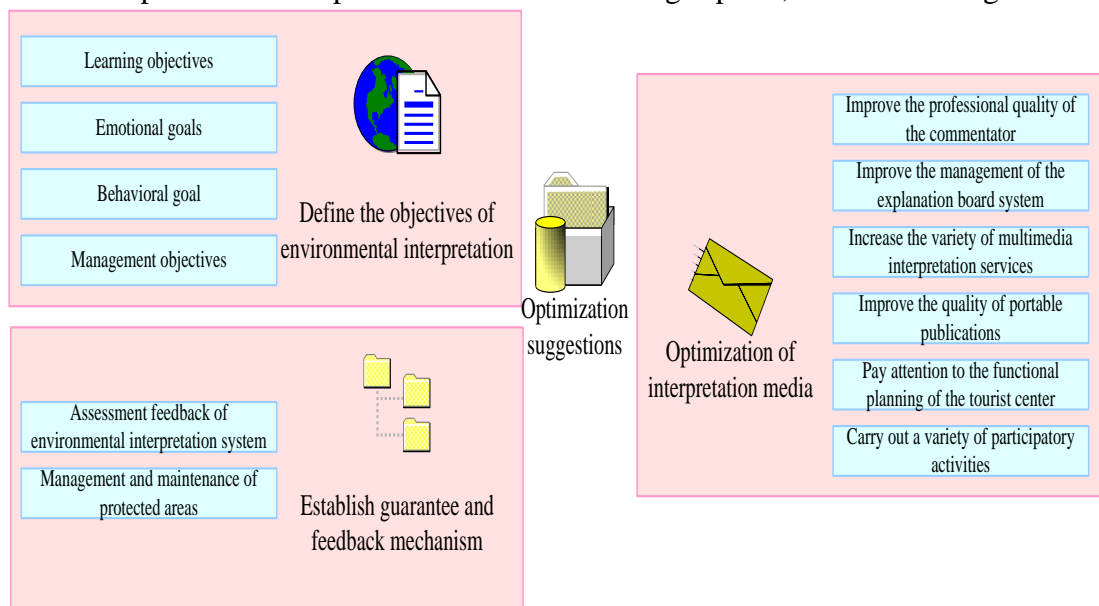 Learning objectives
Emotional goals
Behavioral goal
Management objectives
Define the objectives of
environmental interpretation
Assessment feedback of
environmental interpretation system
Management and maintenance of
protected areas
Establish guarantee and
feedback mechanism
Optimization
suggestions
Optimization of
interpretation media
Improve the professional quality of
the commentator
Improve the management of the
explanation board system
Increase the variety of multimedia
interpretation services
Improve the quality of portable
publications
Pay attention to the functional
planning of the tourist center
Carry out a variety of participatory
activities